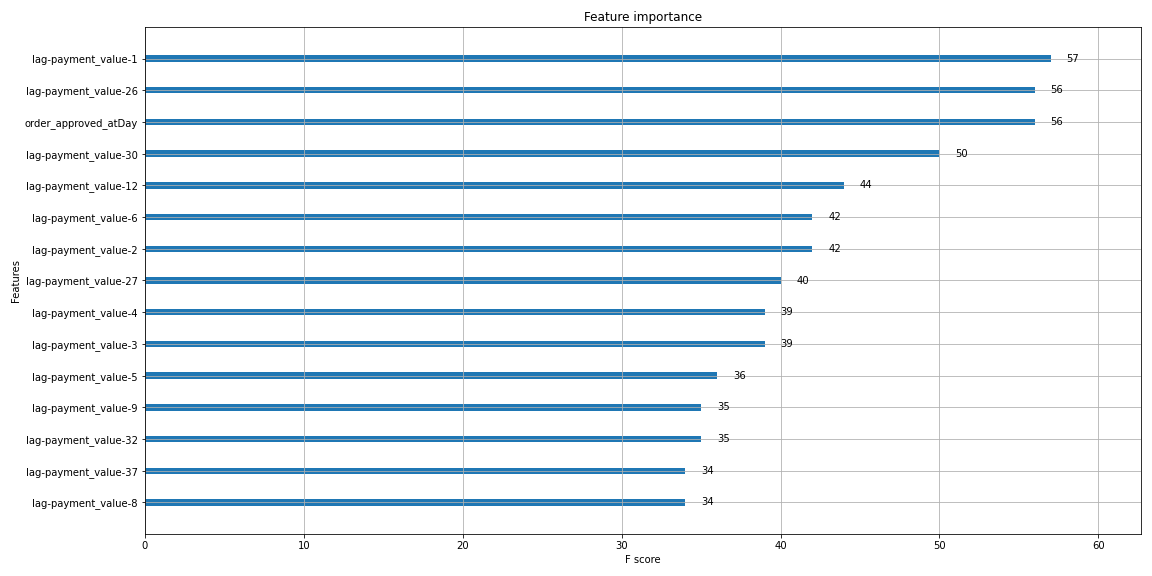 Feature importance
lag-payment_value-1 57
lag-payment_value-26 56
order_approved_atDay 56
lag-payment_value-30 50
lag-payment_value-12 44
lag-payment_value-6 42
lag-payment_value-2 42
lag-payment_value-27 40
lag-payment_value-4 39
lag-payment_value-3 39
lag-payment_value-5 36
lag-payment_value-9 35
lag-payment_value-32 35
lag-payment_value-37 34
lag-payment_value-8 34
Features
0 10 20 30 40 50 60
F score